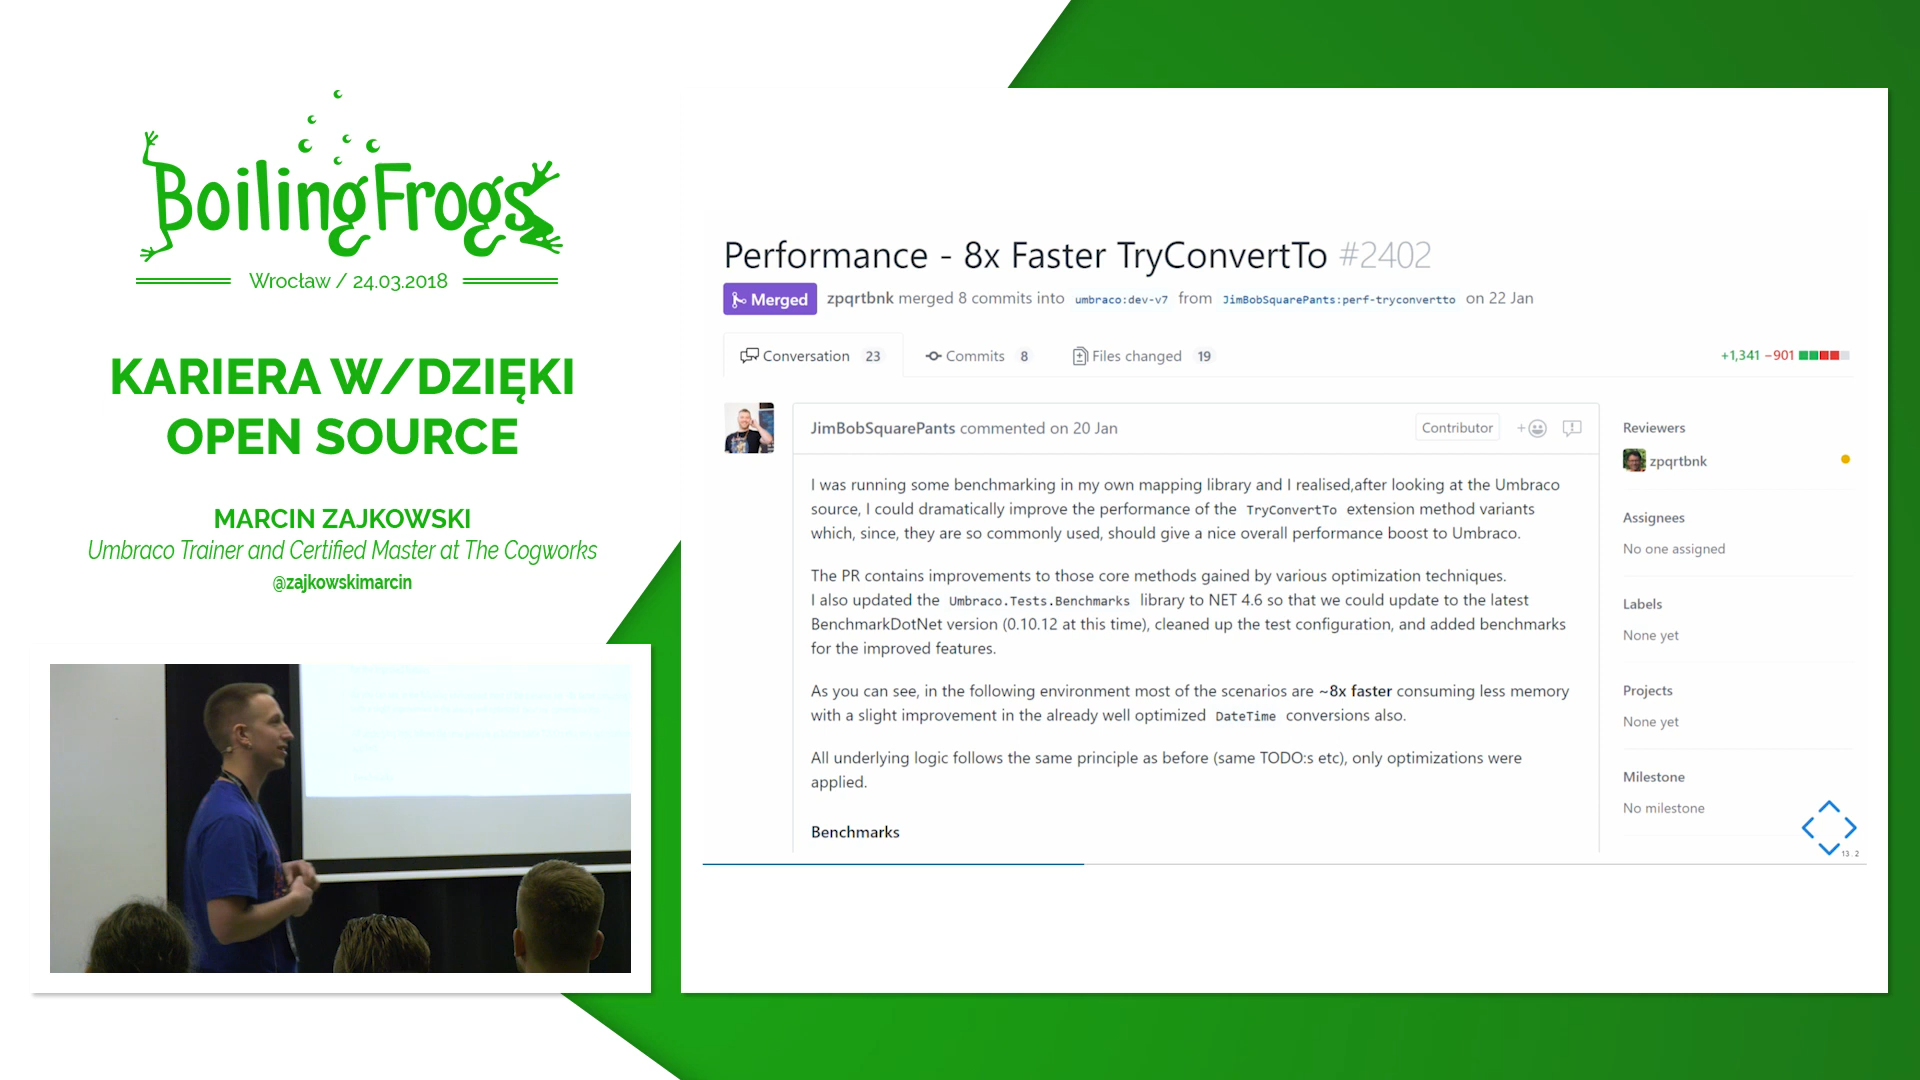 BoilingFrogs
Wrocław / 24.03.2018
KARIERA W/DZIĘKI
OPEN SOURCE
MARCIN ZAJKOWSKI
Umbraco Trainer and Certified Master at The Cogworks
@zajkowskimarcin
Performance - 8x Faster TryConvertTo #2402
Merged zpqrtbnk merged 8 commits into umbraco:dev-v7 from JimBobSquarePants:perf-tryconvertto on 22 Jan
Conversation 23 Commits 8 Files changed 19 +1,341 −901
JimBobSquarePants commented on 20 Jan Contributor +
I was running some benchmarking in my own mapping library and I realised,after looking at the Umbraco
source, I could dramatically improve the performance of the TryConvertTo extension method variants
which, since, they are so commonly used, should give a nice overall performance boost to Umbraco.
The PR contains improvements to those core methods gained by various optimization techniques.
I also updated the Umbraco.Tests.Benchmarks library to NET 4.6 so that we could update to the latest
BenchmarkDotNet version (0.10.12 at this time), cleaned up the test configuration, and added benchmarks
for the improved features.
As you can see, in the following environment most of the scenarios are ~8x faster consuming less memory
with a slight improvement in the already well optimized DateTime conversions also.
All underlying logic follows the same principle as before (same TODO:s etc), only optimizations were
applied.
Benchmarks
Reviewers
zpqrtbnk
Assignees
No one assigned
Labels
None yet
Projects
None yet
Milestone
No milestone
13.2